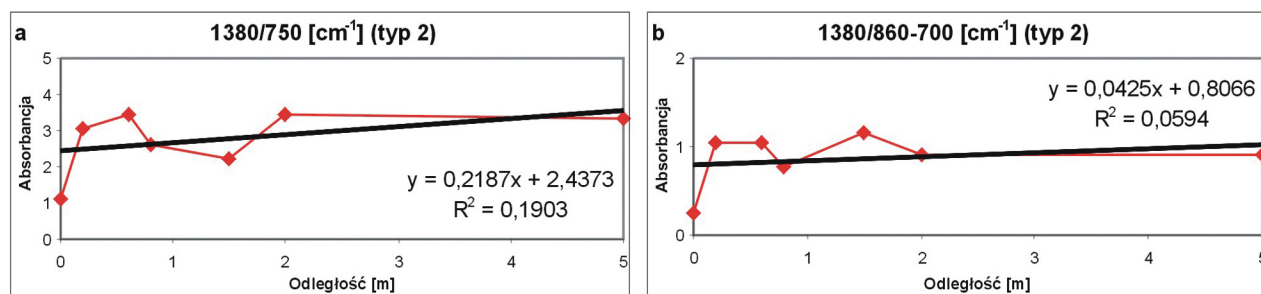 a
1380/750 [cm⁻¹] (typ 2)
Absorbancja
5
4
3
2
1
0
y = 0,2187x + 2,4373
R² = 0,1903
0 1 2 3 4 5
Odległość [m]
b
1380/860-700 [cm⁻¹] (typ 2)
Absorbancja
2
1
0
y = 0,0425x + 0,8066
R² = 0,0594
0 1 2 3 4 5
Odległość [m]